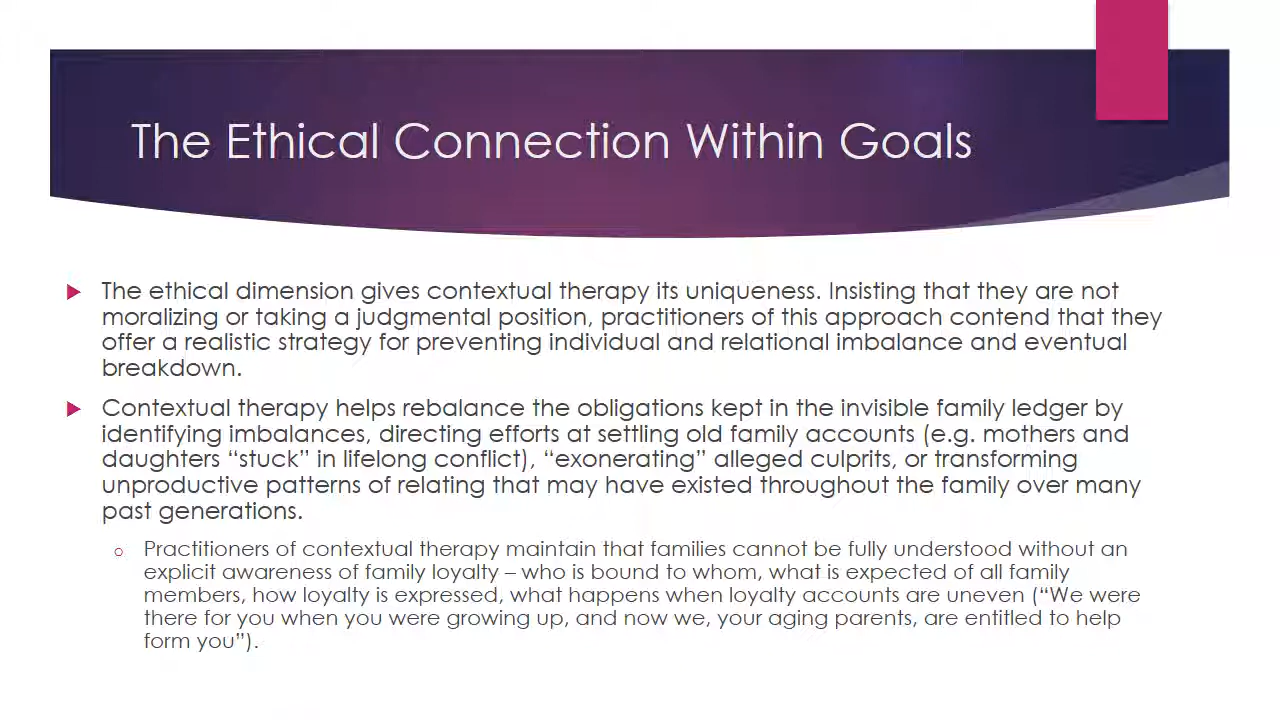 The Ethical Connection Within Goals
The ethical dimension gives contextual therapy its uniqueness. Insisting that they are not
moralizing or taking a judgmental position, practitioners of this approach contend that they
offer a realistic strategy for preventing individual and relational imbalance and eventual
breakdown.
Contextual therapy helps rebalance the obligations kept in the invisible family ledger by
identifying imbalances, directing efforts at settling old family accounts (e.g. mothers and
daughters “stuck” in lifelong conflict), “exonerating” alleged culprits, or transforming
unproductive patterns of relating that may have existed throughout the family over many
past generations.
Practitioners of contextual therapy maintain that families cannot be fully understood without an
explicit awareness of family loyalty – who is bound to whom, what is expected of all family
members, how loyalty is expressed, what happens when loyalty accounts are uneven (“We were
there for you when you were growing up, and now we, your aging parents, are entitled to help
form you”).